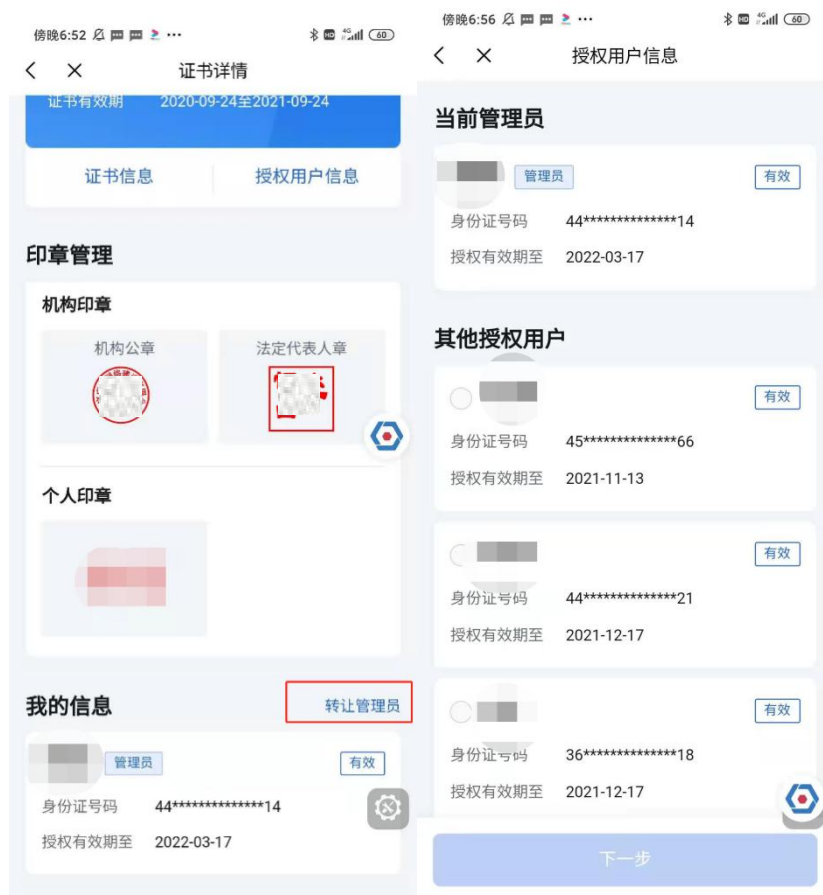 傍晚6:52
HD 4G 60
证书详情
证书有效期 2020-09-24至2021-09-24
证书信息 授权用户信息
印章管理
机构印章
机构公章 法定代表人章
个人印章
我的信息 转让管理员
管理员 有效
身份证号码 44**************14
授权有效期至 2022-03-17
傍晚6:56
HD 4G 60
授权用户信息
当前管理员
管理员 有效
身份证号码 44**************14
授权有效期至 2022-03-17
其他授权用户
有效
身份证号码 45**************66
授权有效期至 2021-11-13
有效
身份证号码 44**************21
授权有效期至 2021-12-17
有效
身份证号码 36**************18
授权有效期至 2021-12-17
下一步